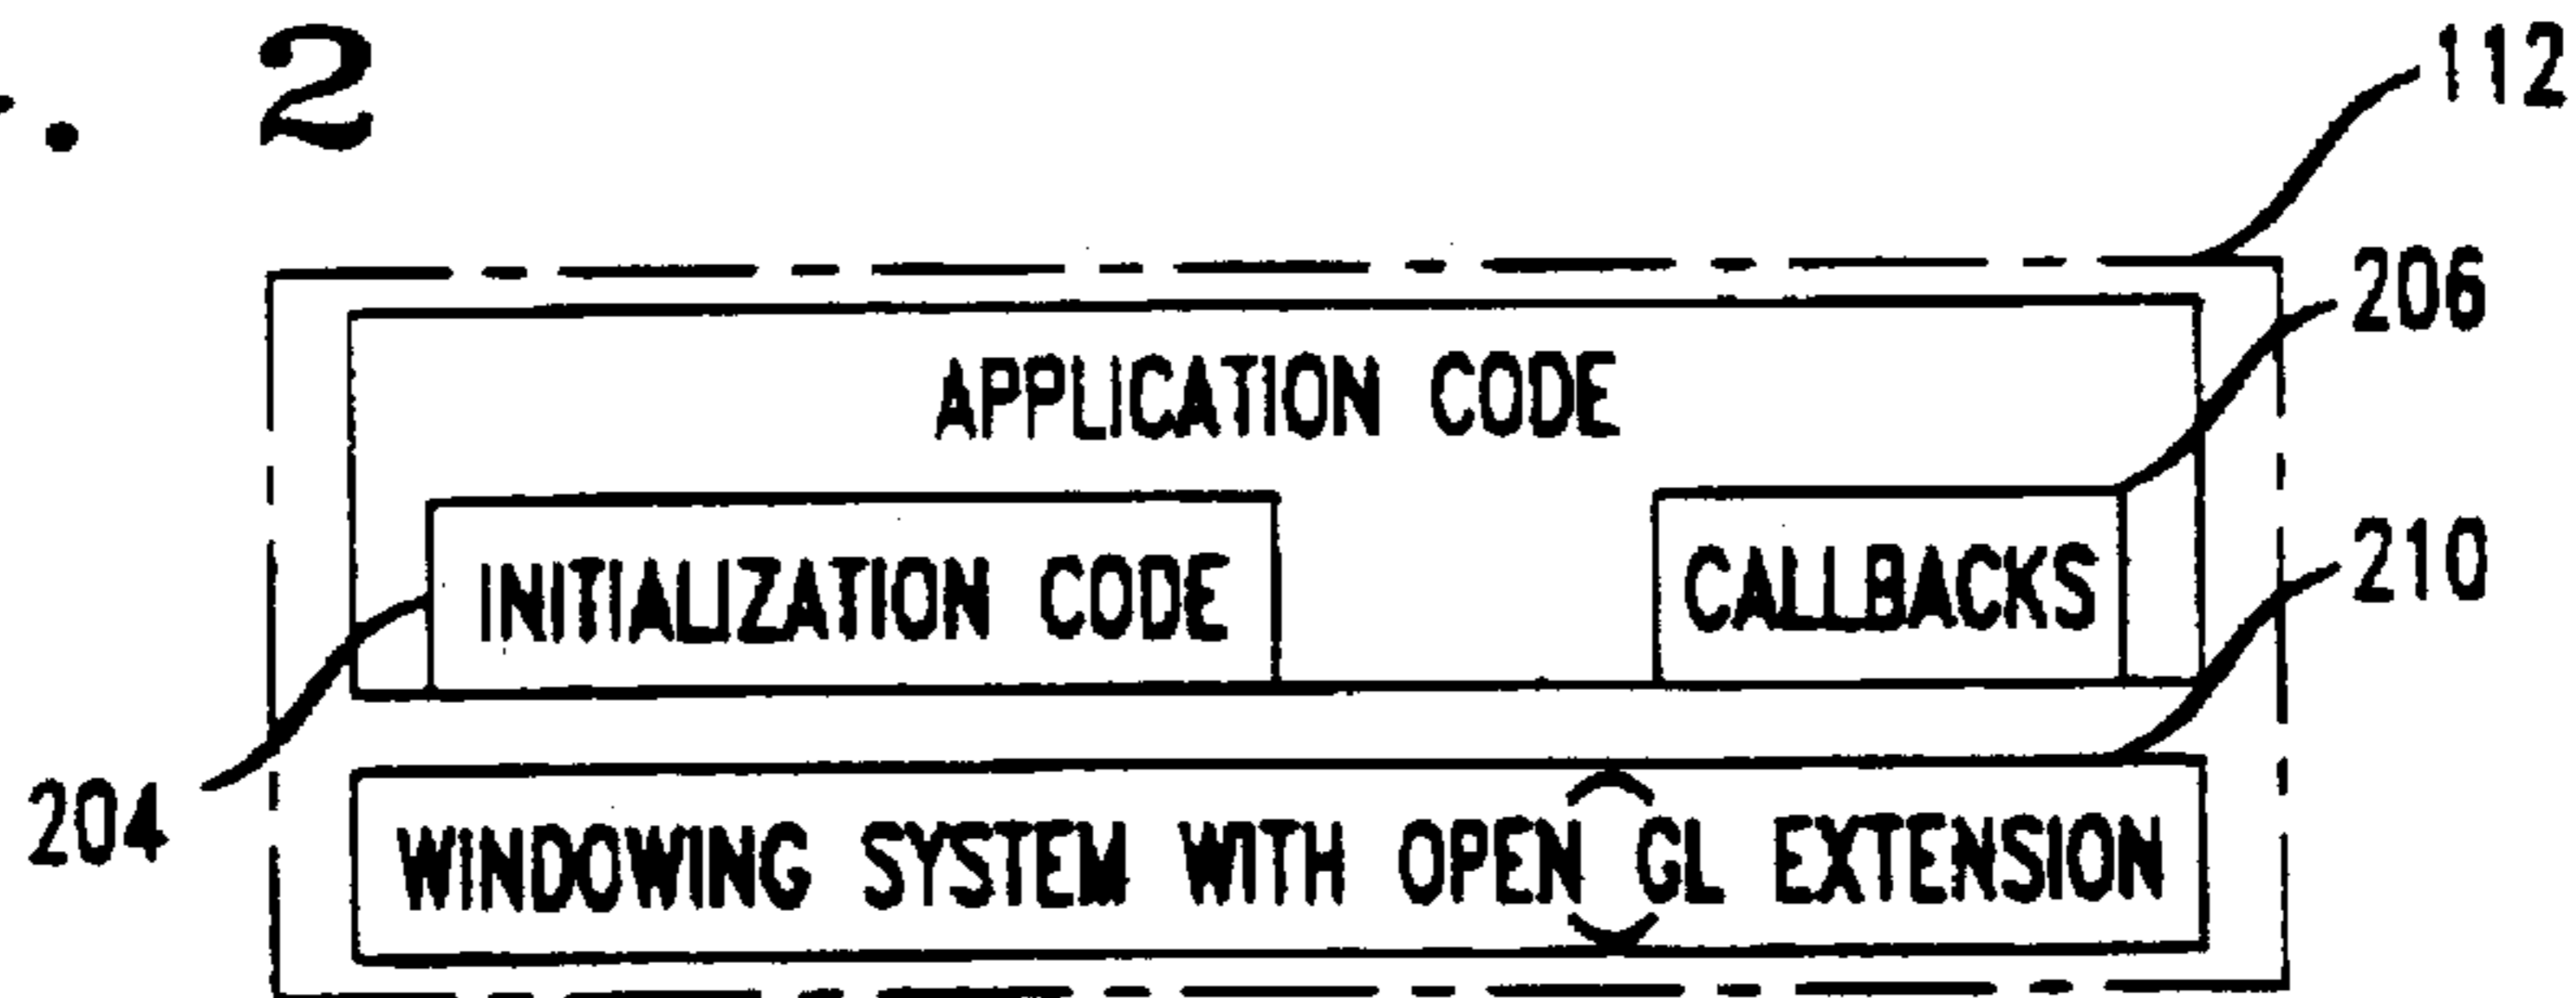 . 2
112
206
APPLICATION CODE
INITIALIZATION CODE
CALLBACKS
210
204
WINDOWING SYSTEM WITH OPEN GL EXTENSION